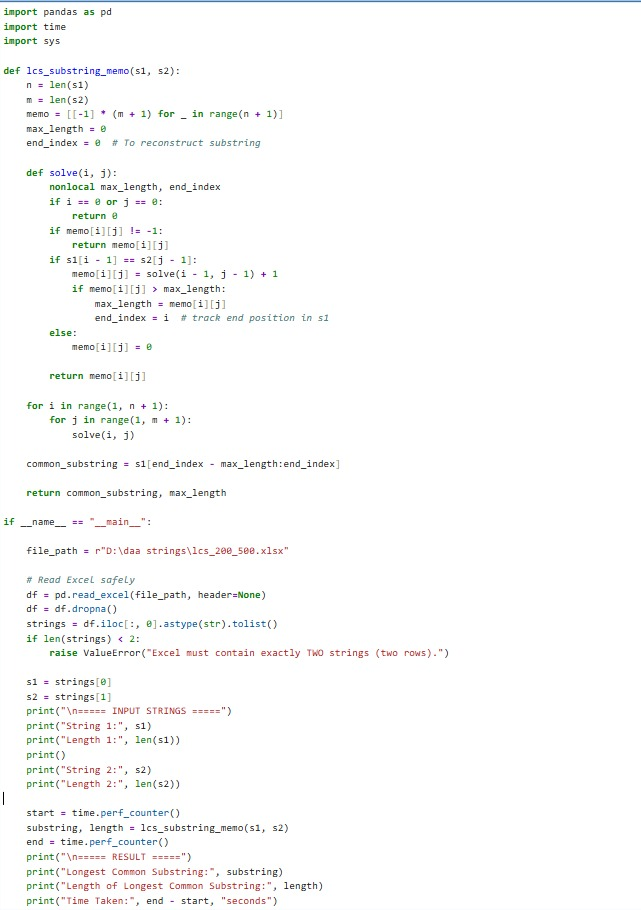 import pandas as pd
import time
import sys
def lcs_substring_memo(s1, s2):
    n = len(s1)
    m = len(s2)
    memo = [[-1] * (m + 1) for _ in range(n + 1)]
    max_length = 0
    end_index = 0  # To reconstruct substring
    def solve(i, j):
        nonlocal max_length, end_index
        if i == 0 or j == 0:
            return 0
        if memo[i][j] != -1:
            return memo[i][j]
        if s1[i - 1] == s2[j - 1]:
            memo[i][j] = solve(i - 1, j - 1) + 1
            if memo[i][j] > max_length:
                max_length = memo[i][j]
                end_index = i  # track end position in s1
        else:
            memo[i][j] = 0
        return memo[i][j]
    for i in range(1, n + 1):
        for j in range(1, m + 1):
            solve(i, j)
    common_substring = s1[end_index - max_length:end_index]
    return common_substring, max_length
if __name__ == "__main__":
    file_path = r"D:\daa strings\lcs_200_500.xlsx"
    # Read Excel safely
    df = pd.read_excel(file_path, header=None)
    df = df.dropna()
    strings = df.iloc[:, 0].astype(str).tolist()
    if len(strings) < 2:
        raise ValueError("Excel must contain exactly TWO strings (two rows).")
    s1 = strings[0]
    s2 = strings[1]
    print("\n===== INPUT STRINGS =====")
    print("String 1:", s1)
    print("Length 1:", len(s1))
    print()
    print("String 2:", s2)
    print("Length 2:", len(s2))
    start = time.perf_counter()
    substring, length = lcs_substring_memo(s1, s2)
    end = time.perf_counter()
    print("\n===== RESULT =====")
    print("Longest Common Substring:", substring)
    print("Length of Longest Common Substring:", length)
    print("Time Taken:", end - start, "seconds")